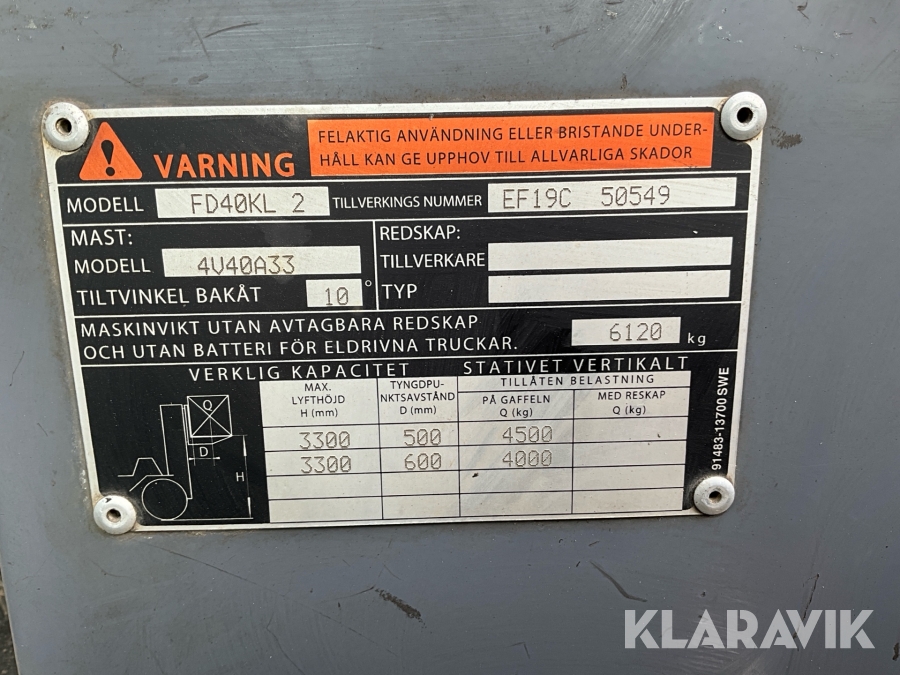 VARNING
FELAKTIG ANVÄNDNING ELLER BRISTANDE UNDER-
HÅLL KAN GE UPPHOV TILL ALLVARLIGA SKADOR
MODELL FD40KL 2 TILLVERKINGS NUMMER EF19C 50549
MAST:
MODELL 4V40A33
TILTVINKEL BAKÅT 10°
REDSKAP:
TILLVERKARE
TYP
MASKINVIKT UTAN AVTAGBARA REDSKAP
OCH UTAN BATTERI FÖR ELDRIVNA TRUCKAR. 6120 kg
VERKLIG KAPACITET STATIVET VERTIKALT
MAX.
LYFTHÖJD
H (mm)
TYNGDPU-
NKTSAVSTÅND
D (mm)
TILLÅTEN BELASTNING
PÅ GAFFELN
Q (kg)
MED RESKAP
Q (kg)
3300 500 4500
3300 600 4000
Q
D
H
91483-13700 SWE
KLARAVIK